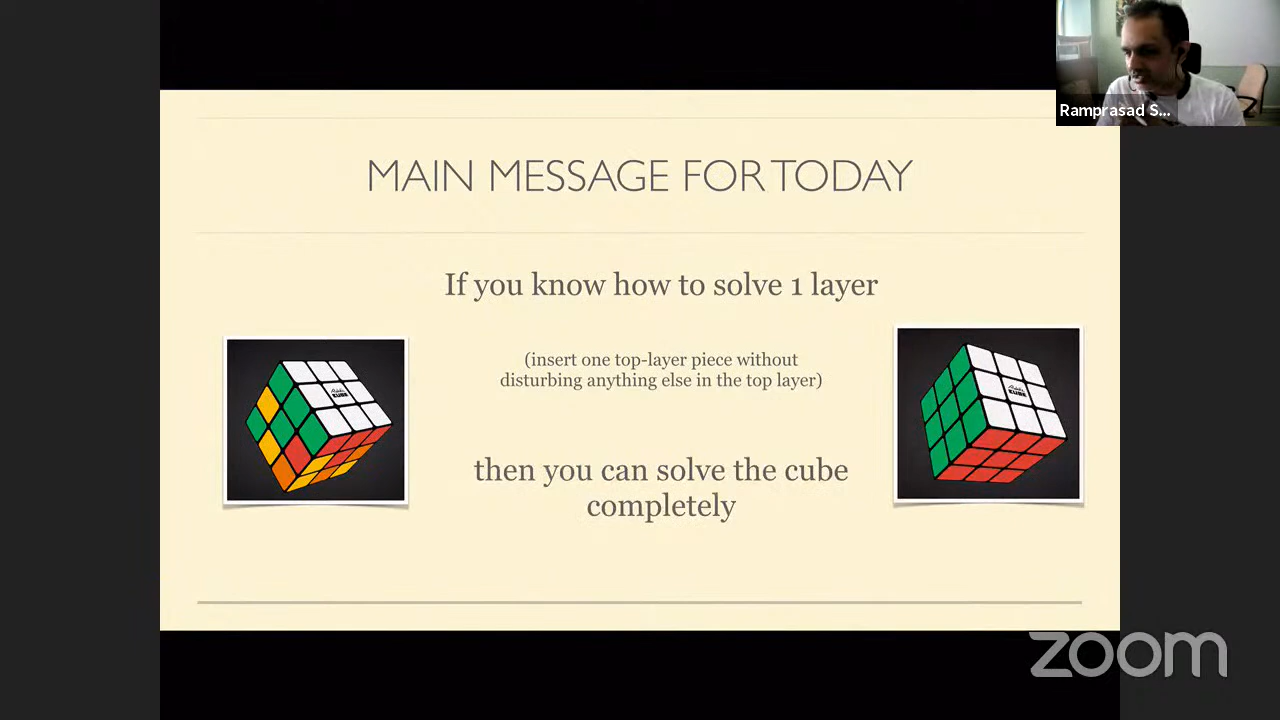 Ramprasad S...
MAIN MESSAGE FOR TODAY
If you know how to solve 1 layer
(insert one top-layer piece without
disturbing anything else in the top layer)
then you can solve the cube
completely
zoom